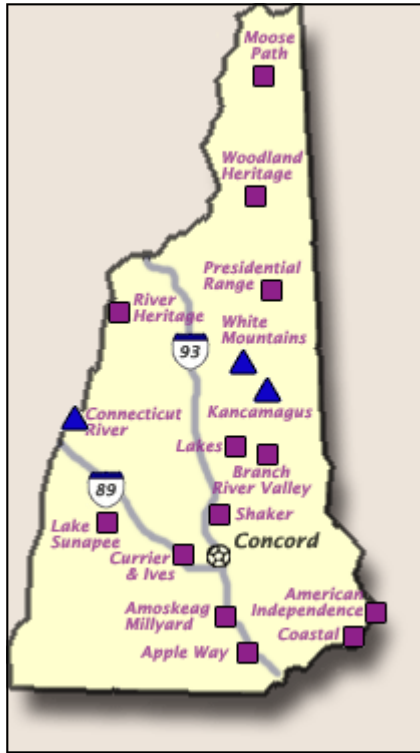 Moose
Path
Woodland
Heritage
Presidential
Range
River
Heritage
White
Mountains
93
Kancamagus
Connecticut
River
Lakes
Branch
River Valley
89
Shaker
Lake
Sunapee
Concord
Currier
& Ives
American
Independence
Amoskeag
Millyard
Coastal
Apple Way